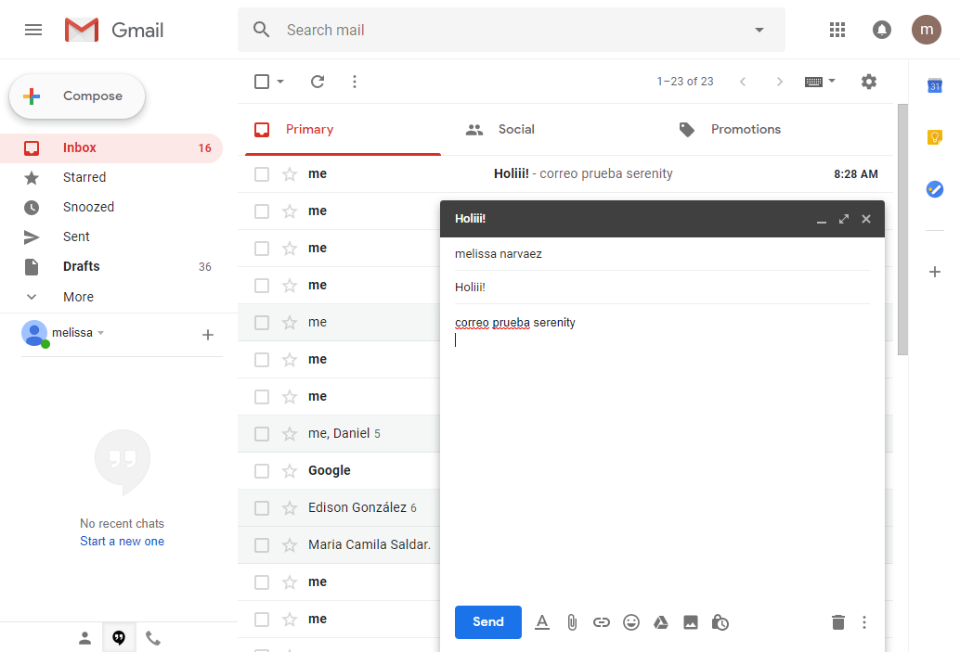 Gmail
Search mail
m
Compose
1–23 of 23
31
Primary
Social
Promotions
Inbox 16
Starred
Snoozed
Sent
Drafts 36
More
melissa
No recent chats
Start a new one
me Holiii! - correo prueba serenity 8:28 AM
me
me
me
me
me
me
me, Daniel 5
Google
Edison González 6
Maria Camila Saldar.
me
me
Holiii!
melissa narvaez
Holiii!
correo prueba serenity
Send